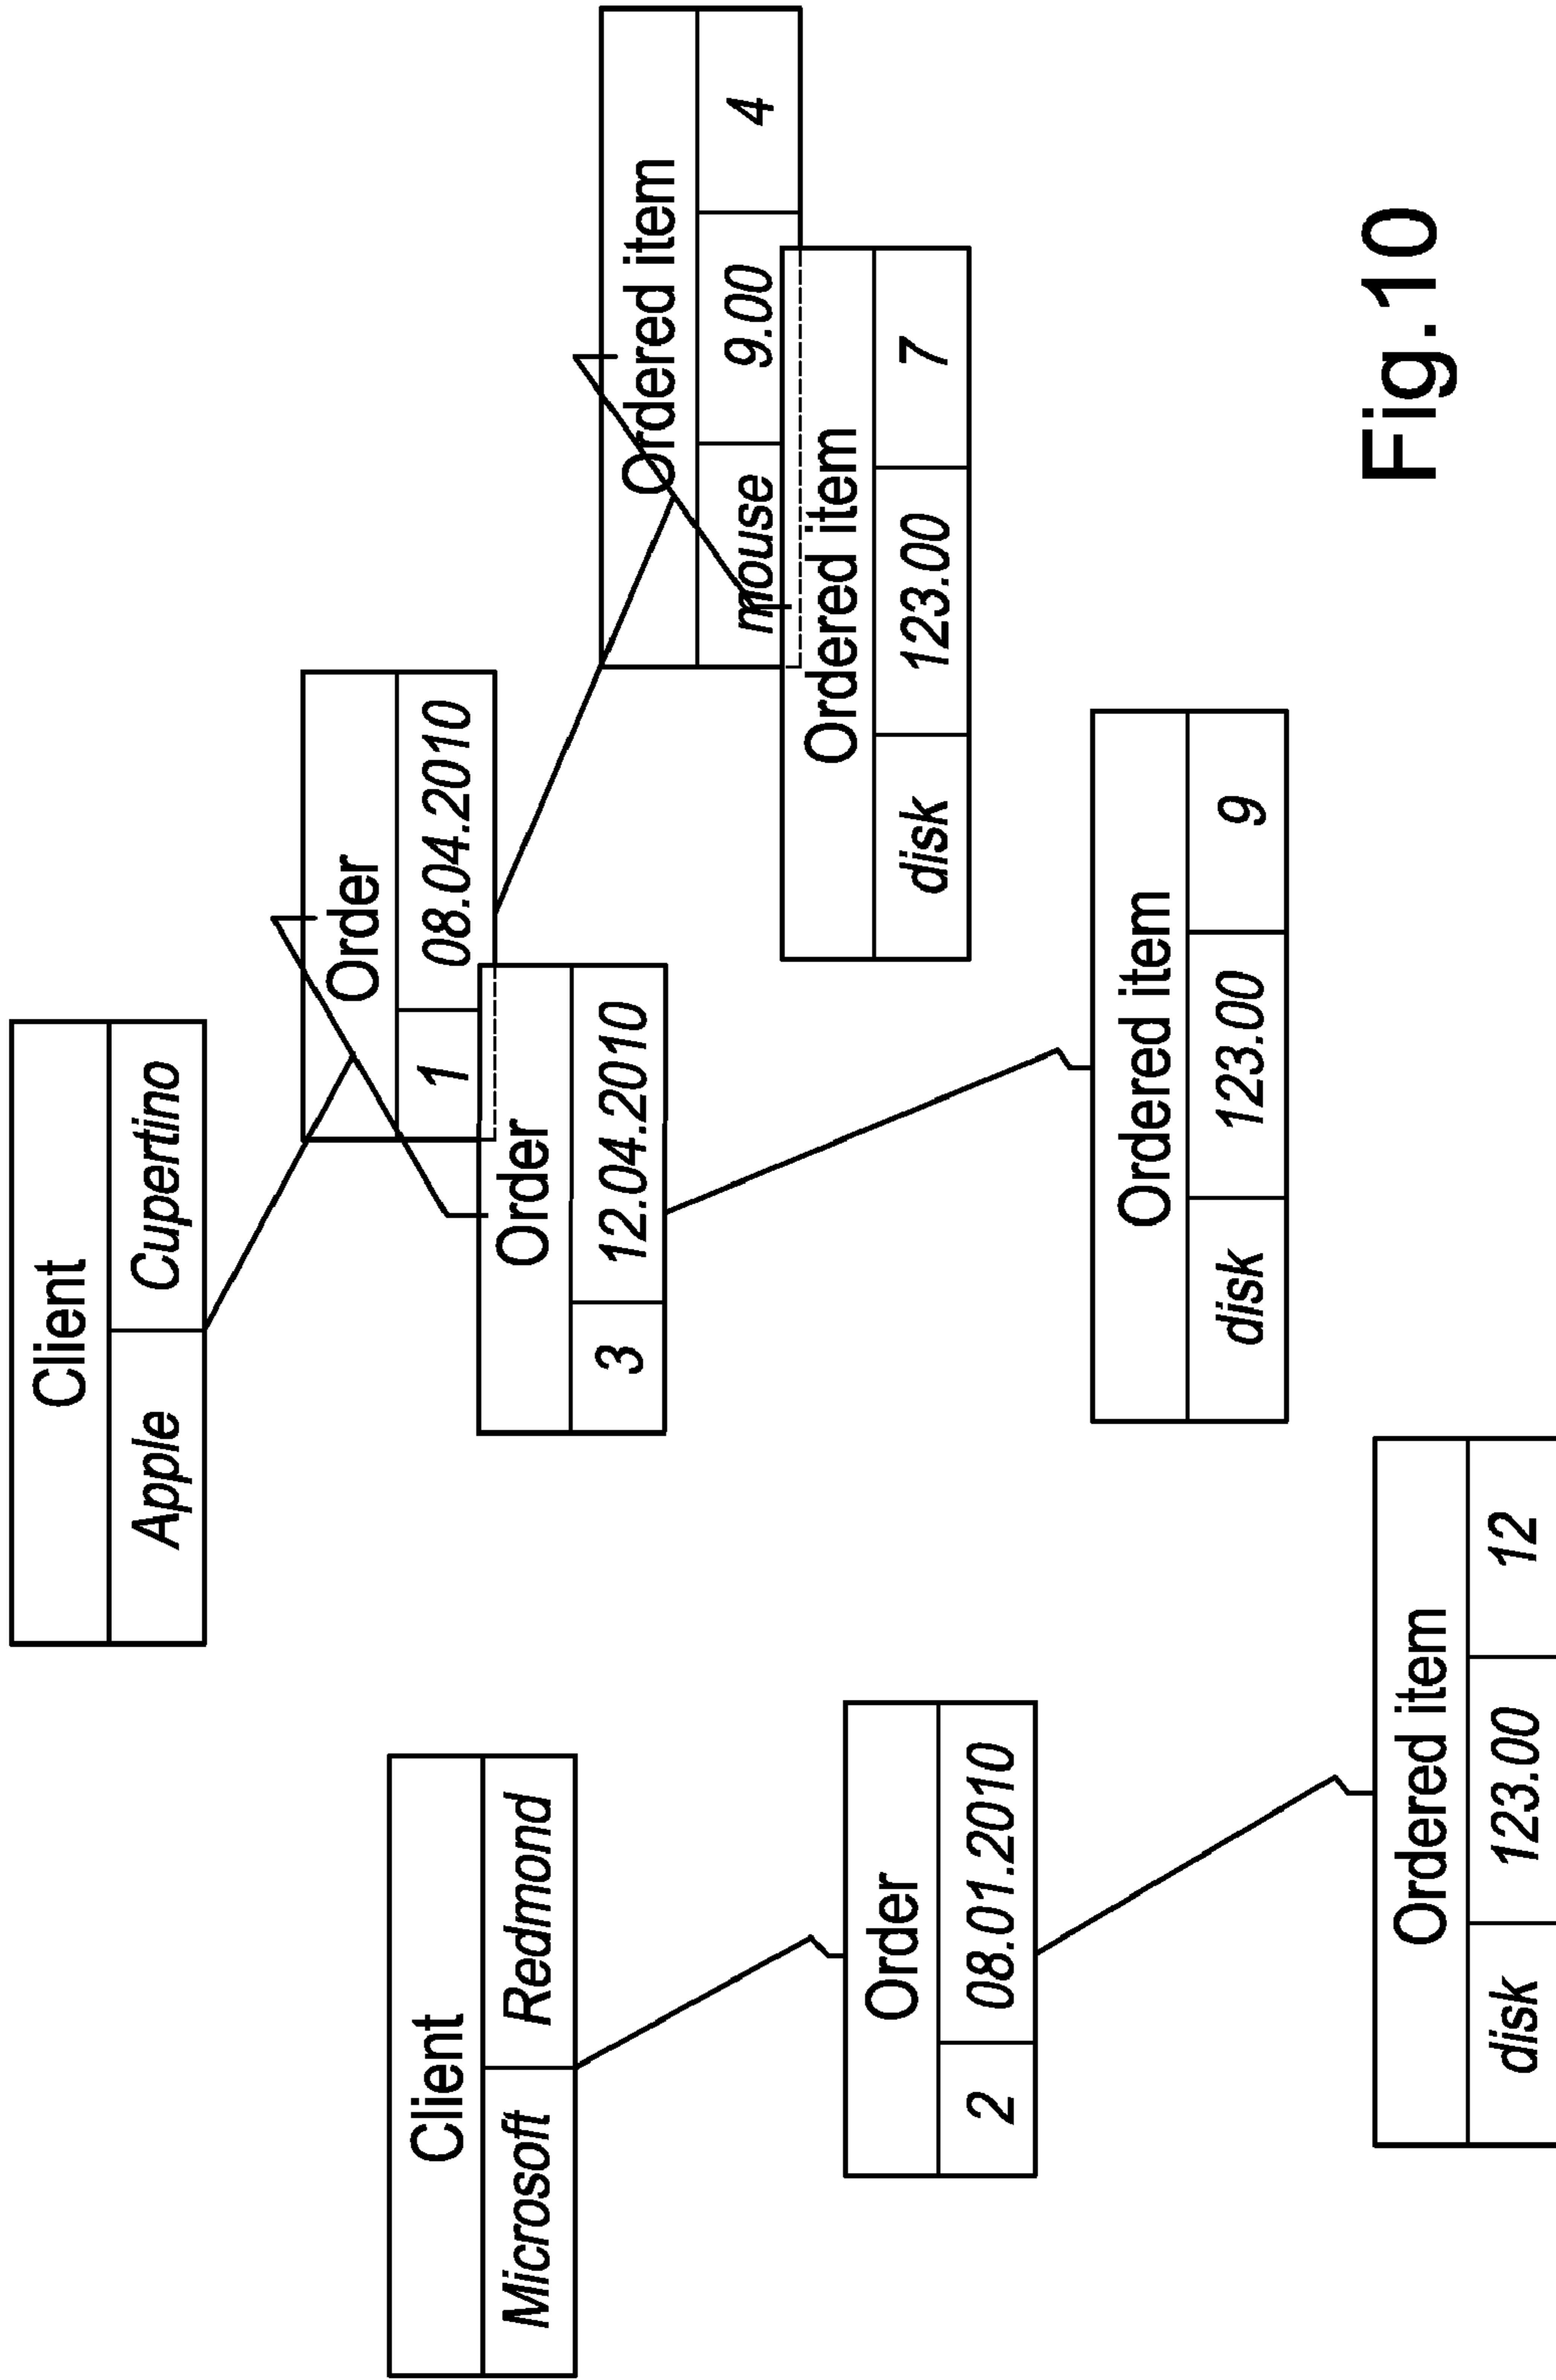 Client
Apple Cupertino
Order
1 08.04.2010
Order
3 12.04.2010
Ordered item
mouse 9.00 4
Ordered item
disk 123.00 7
Ordered item
disk 123.00 9
Client
Microsoft Redmond
Order
2 08.01.2010
Ordered item
disk 123.00 12
Fig.10